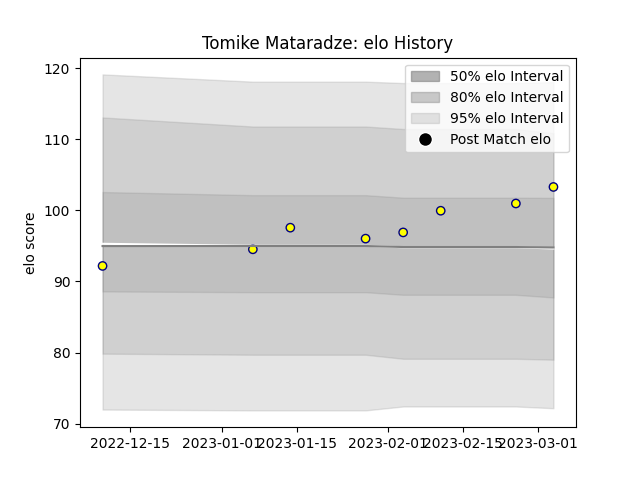 Tomike Mataradze: elo History
50% elo Interval
80% elo Interval
95% elo Interval
Post Match elo
elo score
120
110
100
90
80
70
2022-12-15
2023-01-01
2023-01-15
2023-02-01
2023-02-15
2023-03-01